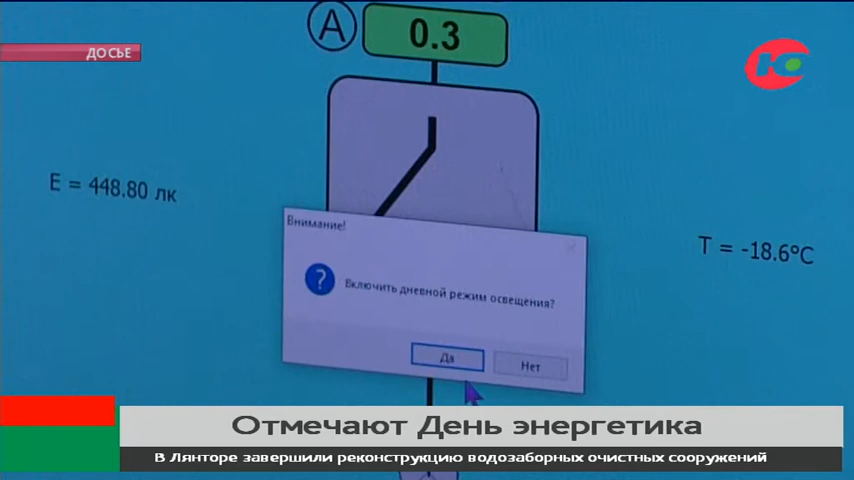 A
0.3
ДОСЬЕ
Ю
E = 448.80 лк
T = -18.6°C
Внимание!
?
Включить дневной режим освещения?
Да
Нет
Отмечают День энергетика
В Лянторе завершили реконструкцию водозаборных очистных сооружений